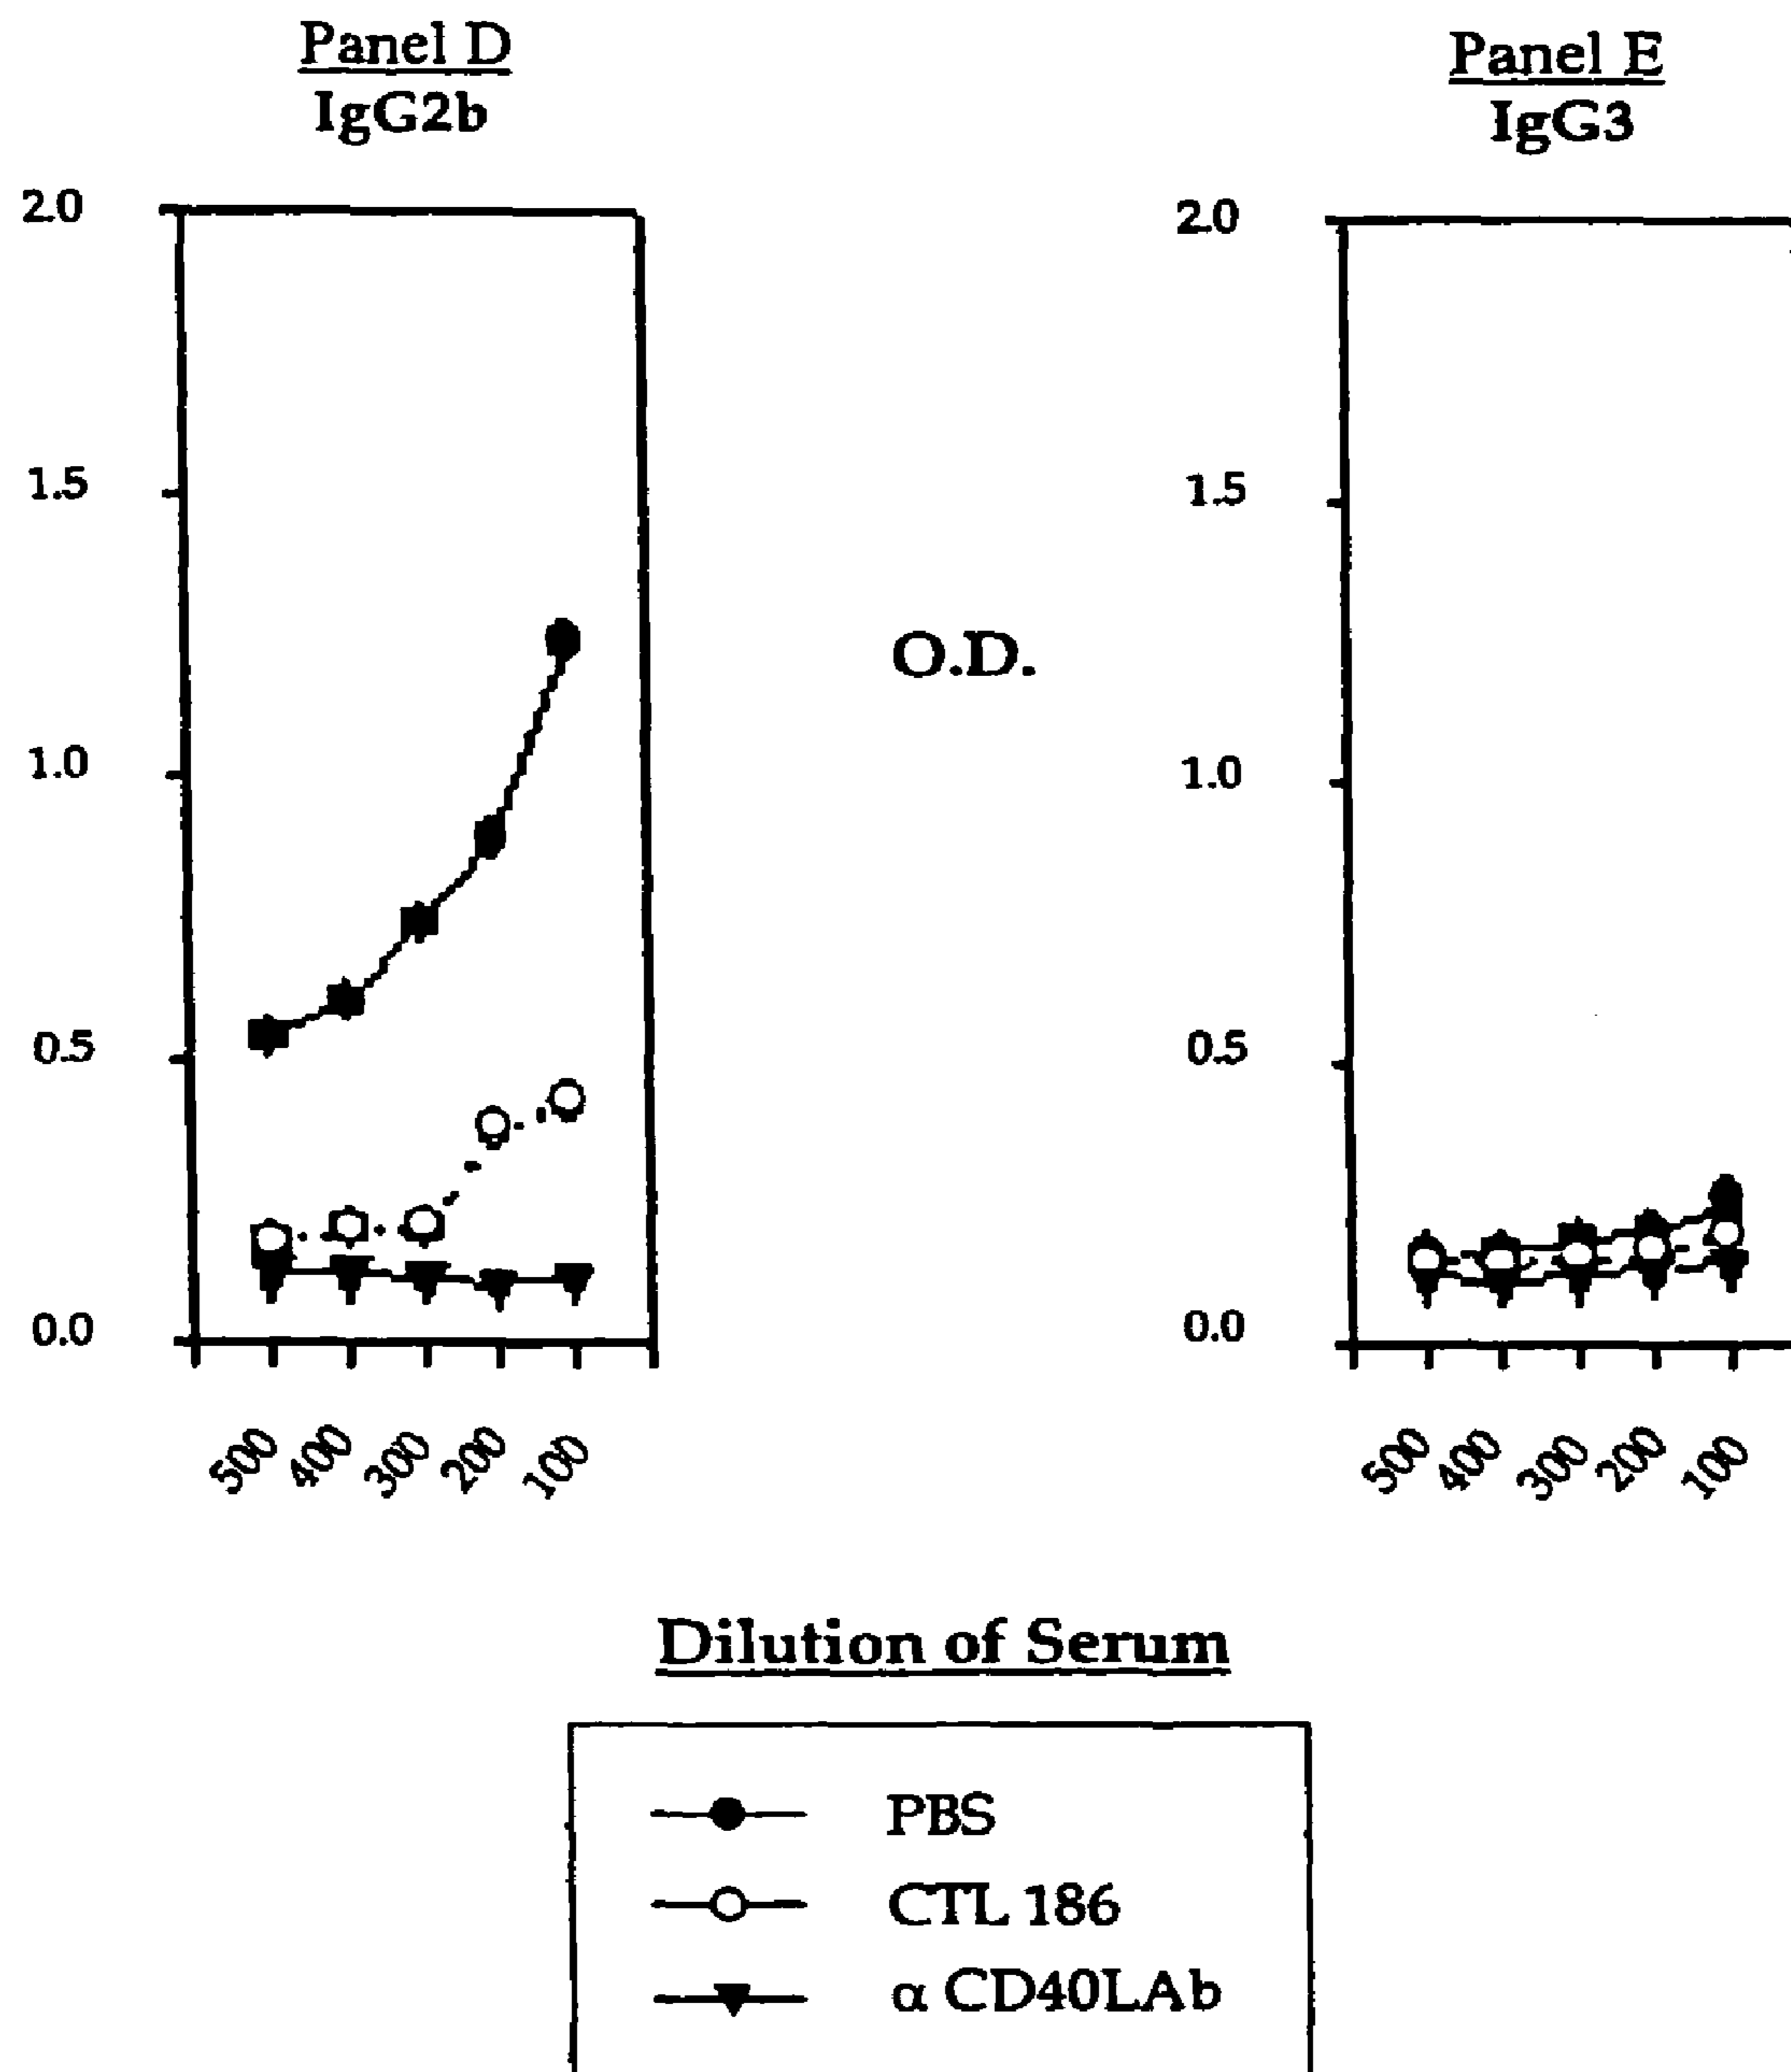 Panel D
IgG2b
2.0
1.5
1.0
0.5
0.0
500 400 300 200 100
O.D.
Panel E
IgG3
2.0
1.5
1.0
0.5
0.0
500 400 300 200 100
Dilution of Serum
PBS
CTL 186
α CD40LAb